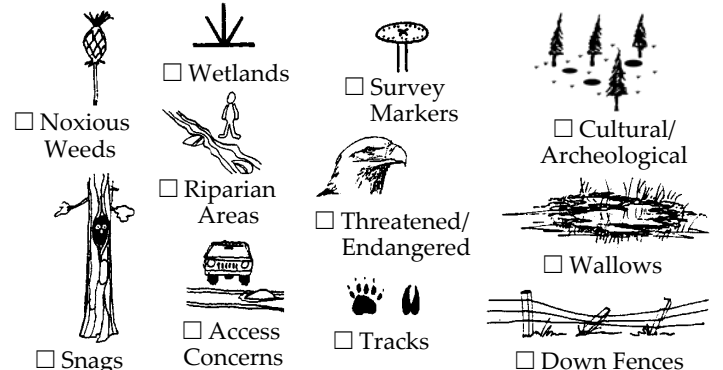 ☐ Noxious
Weeds
☐ Wetlands
☐ Survey
Markers
☐ Cultural/
Archeological
☐ Riparian
Areas
☐ Threatened/
Endangered
☐ Wallows
☐ Snags
☐ Access
Concerns
☐ Tracks
☐ Down Fences